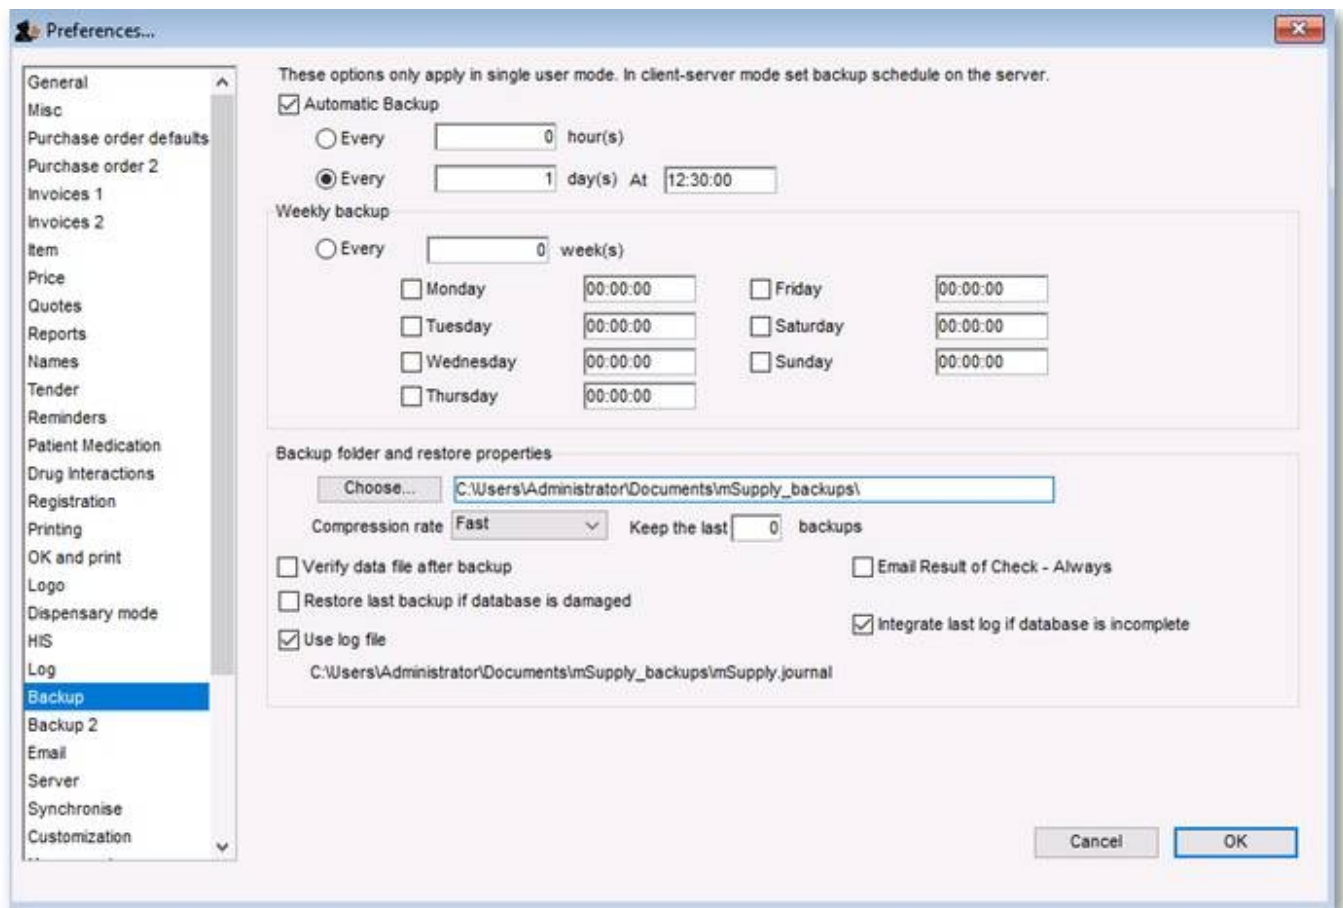 Preferences...
General
Misc
Purchase order defaults
Purchase order 2
Invoices 1
Invoices 2
Item
Price
Quotes
Reports
Names
Tender
Reminders
Patient Medication
Drug Interactions
Registration
Printing
OK and print
Logo
Dispensary mode
HIS
Log
Backup
Backup 2
Email
Server
Synchronise
Customization
These options only apply in single user mode. In client-server mode set backup schedule on the server.
Automatic Backup
Every 0 hour(s)
Every 1 day(s) At 12:30:00
Weekly backup
Every 0 week(s)
Monday 00:00:00 Friday 00:00:00
Tuesday 00:00:00 Saturday 00:00:00
Wednesday 00:00:00 Sunday 00:00:00
Thursday 00:00:00
Backup folder and restore properties
Choose... C:\Users\Administrator\Documents\mSupply_backups\
Compression rate Fast Keep the last 0 backups
Verify data file after backup Email Result of Check - Always
Restore last backup if database is damaged
Integrate last log if database is incomplete
Use log file
C:\Users\Administrator\Documents\mSupply_backups\mSupply.journal
Cancel OK